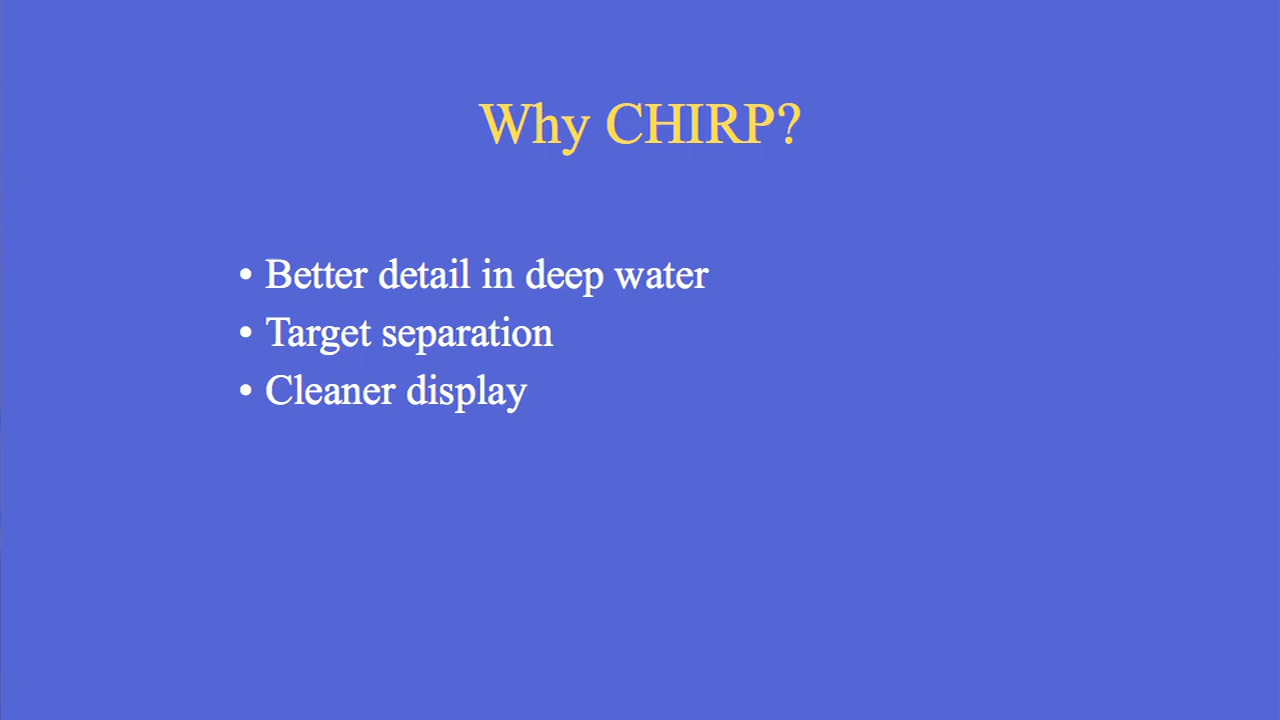 Why CHIRP?
• Better detail in deep water
• Target separation
• Cleaner display